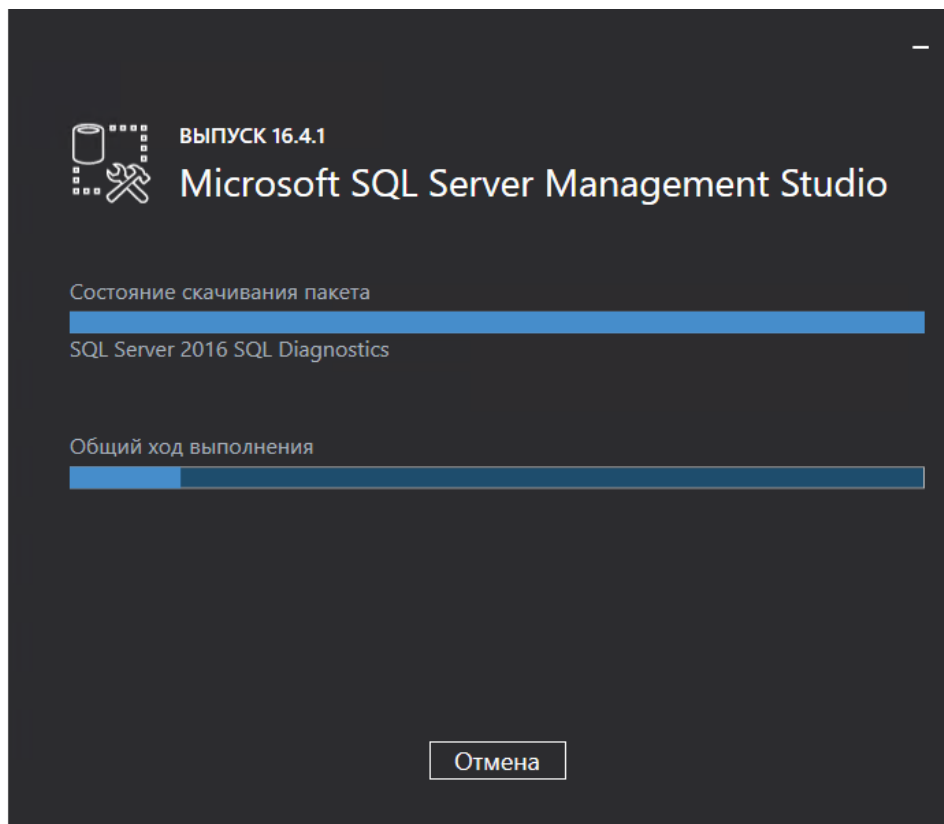 ВЫПУСК 16.4.1
Microsoft SQL Server Management Studio
Состояние скачивания пакета
SQL Server 2016 SQL Diagnostics
Общий ход выполнения
Отмена